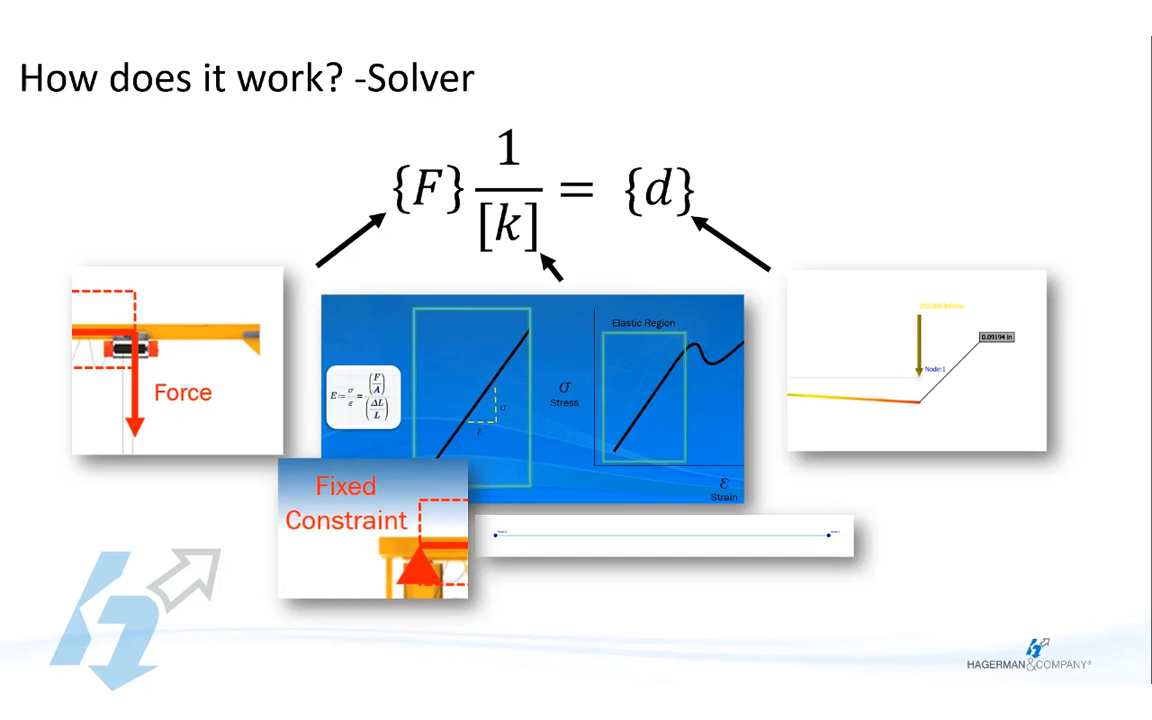 How does it work? -Solver
{F} 1/[k] = {d}
Force
E := σ/ε = (F/A)/(ΔL/L)
σ
ε
σ
Stress
Elastic Region
ε
Strain
Node:1
0.09194 in
Fixed
Constraint
HAGERMAN&COMPANY®